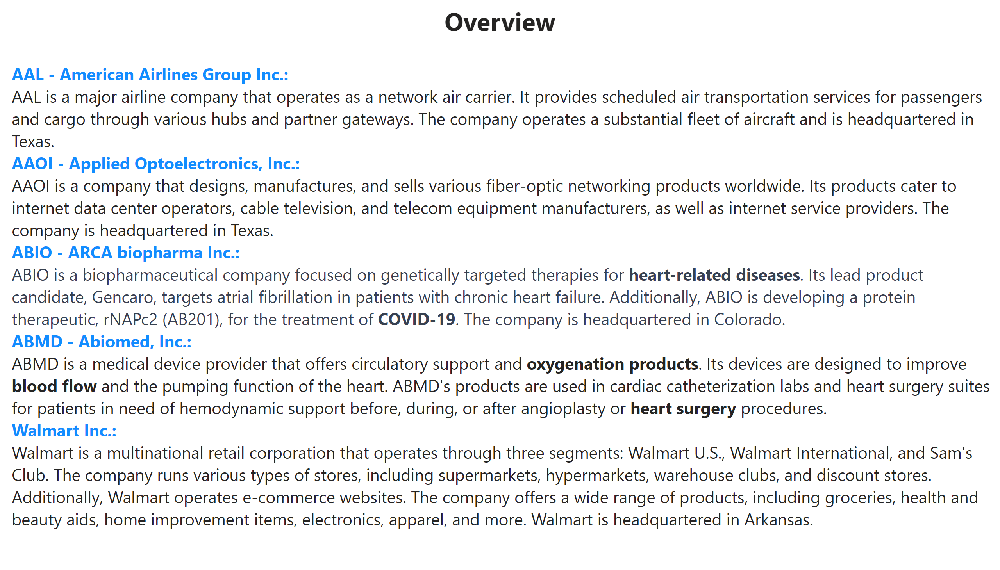 Overview
AAL - American Airlines Group Inc.:
AAL is a major airline company that operates as a network air carrier. It provides scheduled air transportation services for passengers
and cargo through various hubs and partner gateways. The company operates a substantial fleet of aircraft and is headquartered in
Texas.
AAOI - Applied Optoelectronics, Inc.:
AAOI is a company that designs, manufactures, and sells various fiber-optic networking products worldwide. Its products cater to
internet data center operators, cable television, and telecom equipment manufacturers, as well as internet service providers. The
company is headquartered in Texas.
ABIO - ARCA biopharma Inc.:
ABIO is a biopharmaceutical company focused on genetically targeted therapies for heart-related diseases. Its lead product
candidate, Gencaro, targets atrial fibrillation in patients with chronic heart failure. Additionally, ABIO is developing a protein
therapeutic, rNAPc2 (AB201), for the treatment of COVID-19. The company is headquartered in Colorado.
ABMD - Abiomed, Inc.:
ABMD is a medical device provider that offers circulatory support and oxygenation products. Its devices are designed to improve
blood flow and the pumping function of the heart. ABMD's products are used in cardiac catheterization labs and heart surgery suites
for patients in need of hemodynamic support before, during, or after angioplasty or heart surgery procedures.
Walmart Inc.:
Walmart is a multinational retail corporation that operates through three segments: Walmart U.S., Walmart International, and Sam's
Club. The company runs various types of stores, including supermarkets, hypermarkets, warehouse clubs, and discount stores.
Additionally, Walmart operates e-commerce websites. The company offers a wide range of products, including groceries, health and
beauty aids, home improvement items, electronics, apparel, and more. Walmart is headquartered in Arkansas.